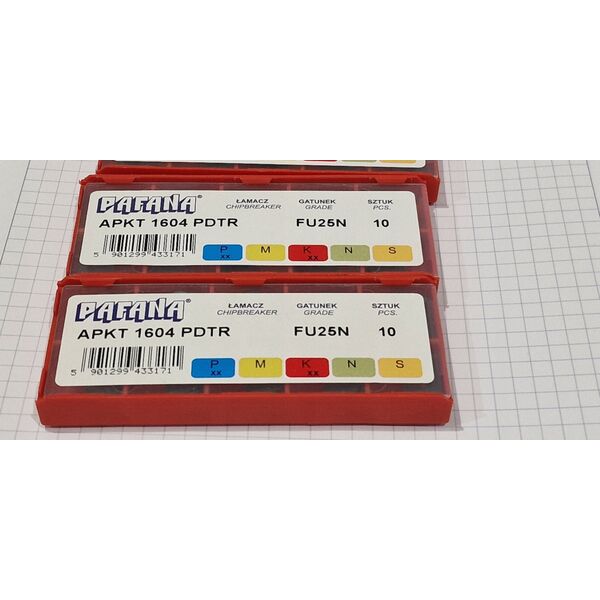 PAFANA®
ŁAMACZ
CHIPBREAKER
GATUNEK
GRADE
SZTUK
PCS.
APKT 1604 PDTR
FU25N
10
5 901299 433171
P
xx
M
K
xx
N
S
PAFANA®
ŁAMACZ
CHIPBREAKER
GATUNEK
GRADE
SZTUK
PCS.
APKT 1604 PDTR
FU25N
10
5 901299 433171
P
xx
M
K
xx
N
S